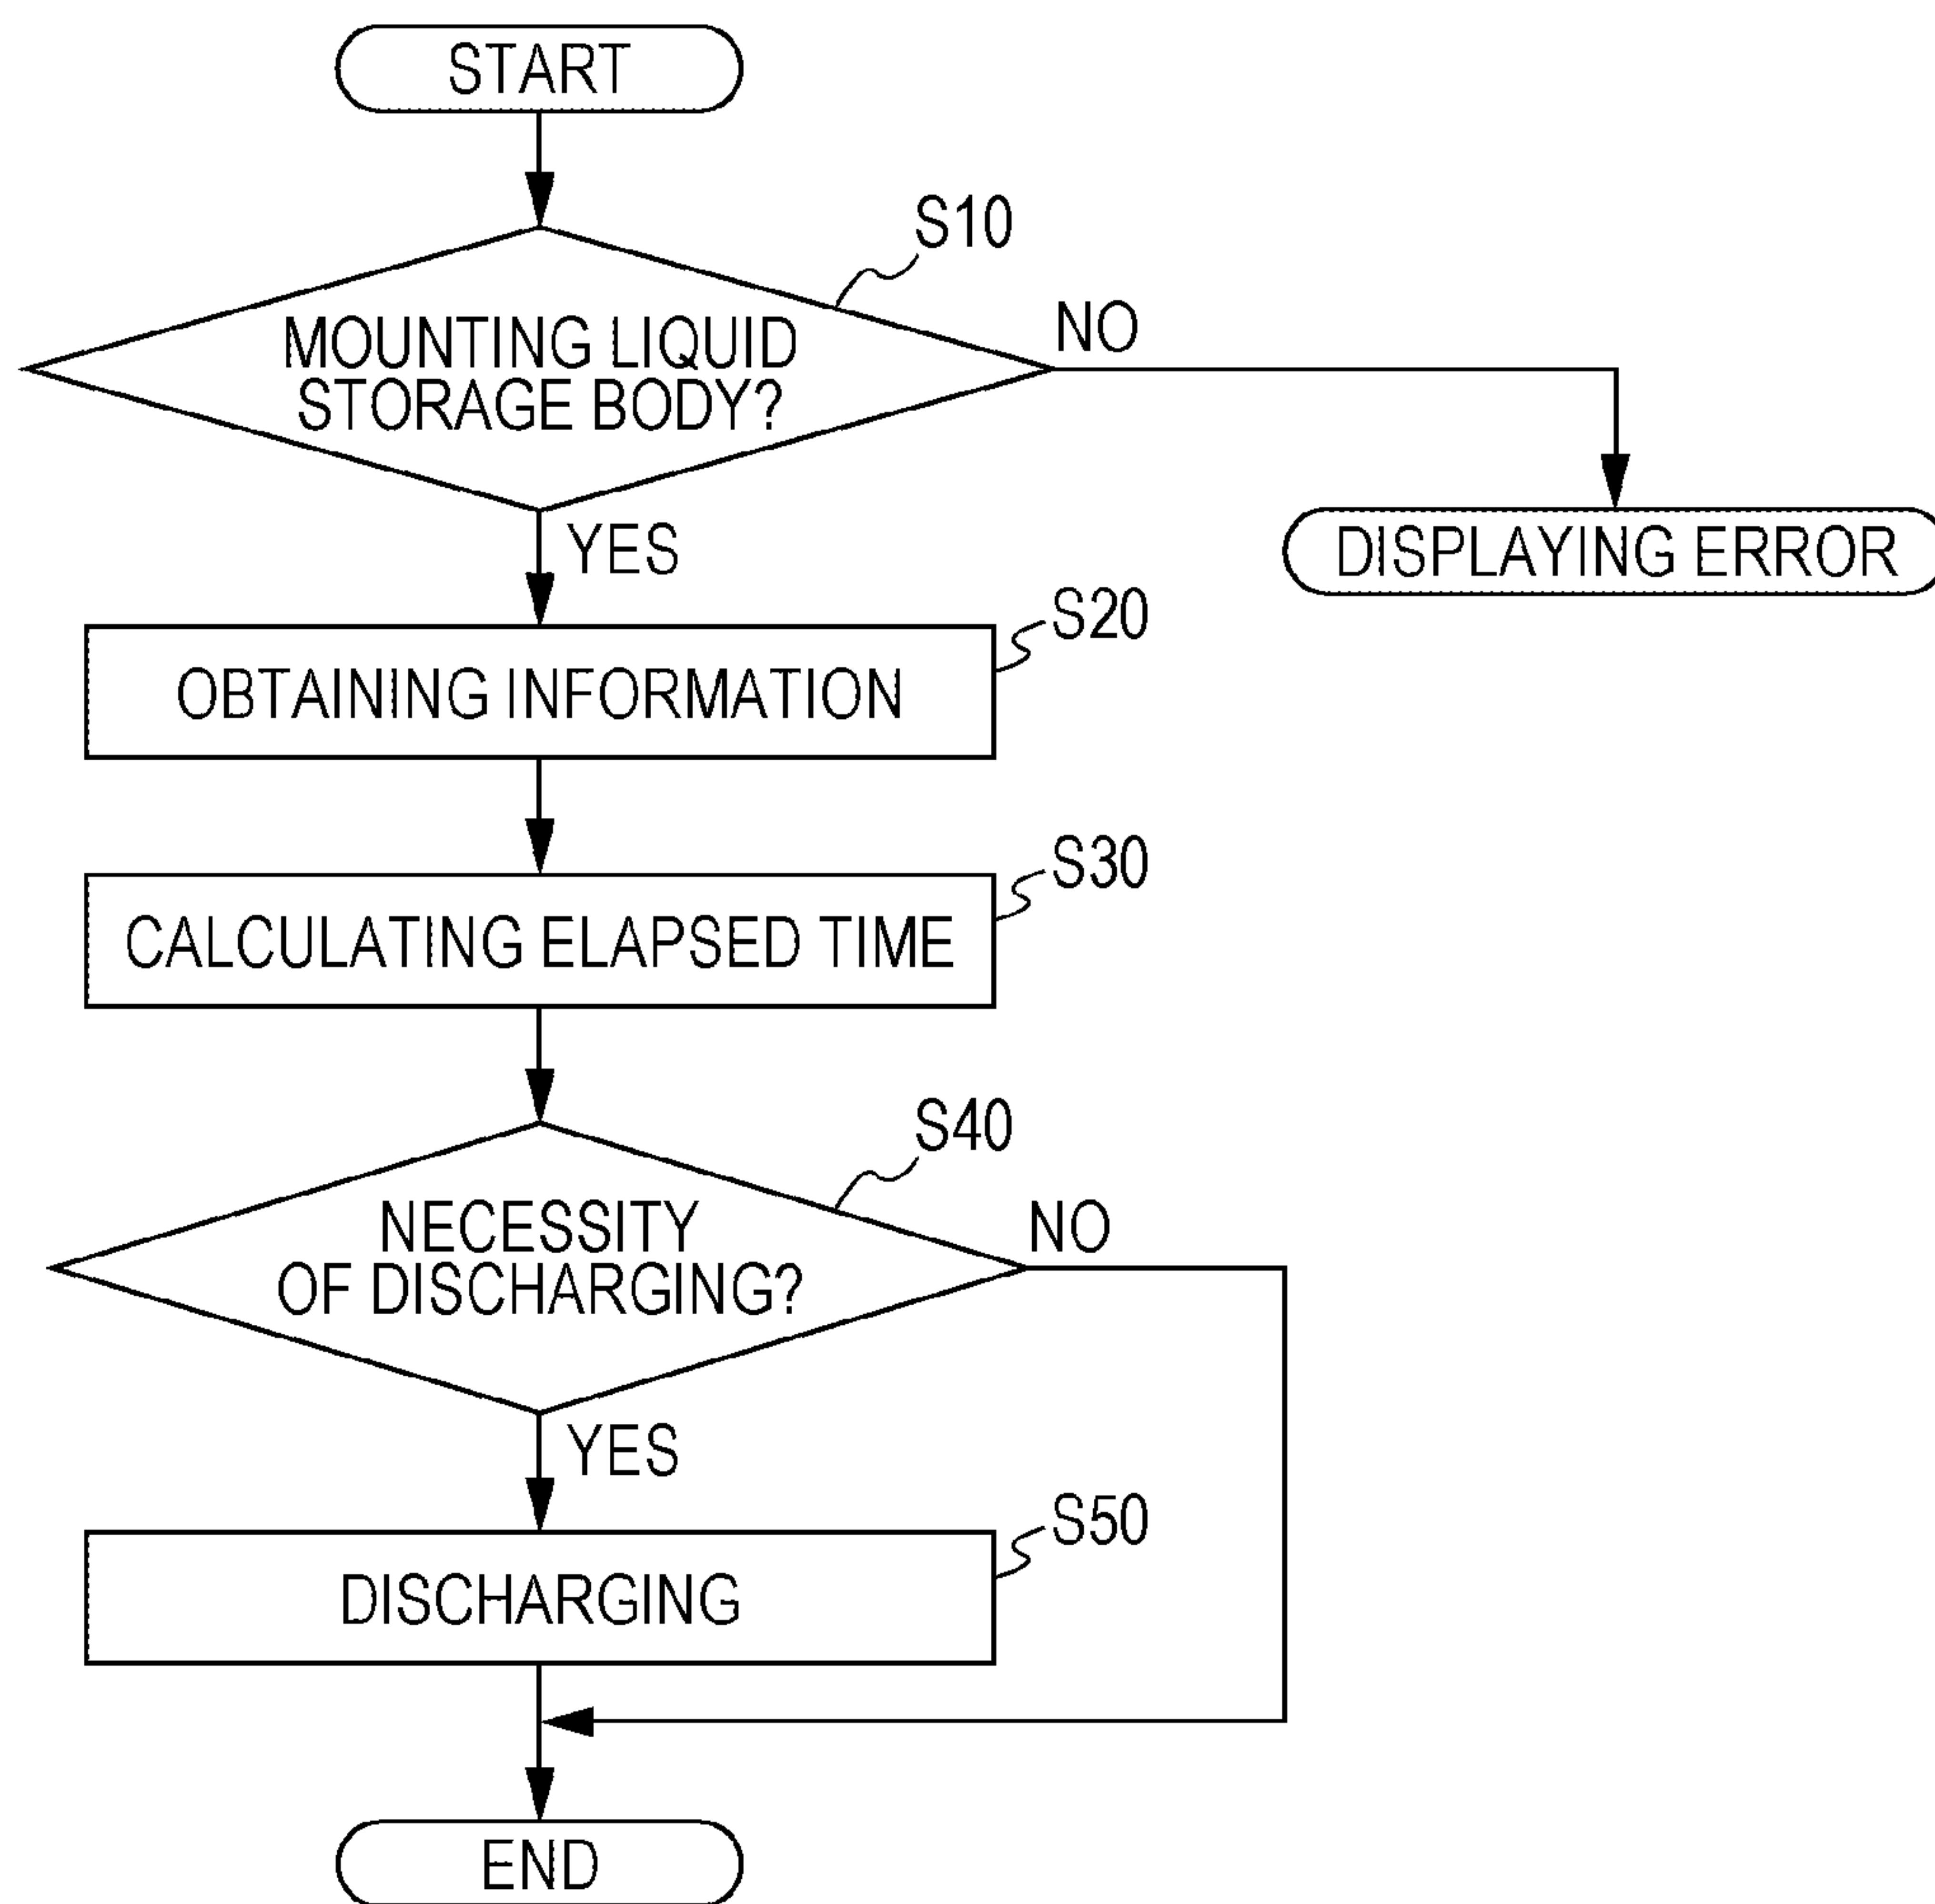 START
S10
MOUNTING LIQUID
STORAGE BODY?
NO
YES
DISPLAYING ERROR
S20
OBTAINING INFORMATION
S30
CALCULATING ELAPSED TIME
S40
NECESSITY
OF DISCHARGING?
NO
YES
S50
DISCHARGING
END